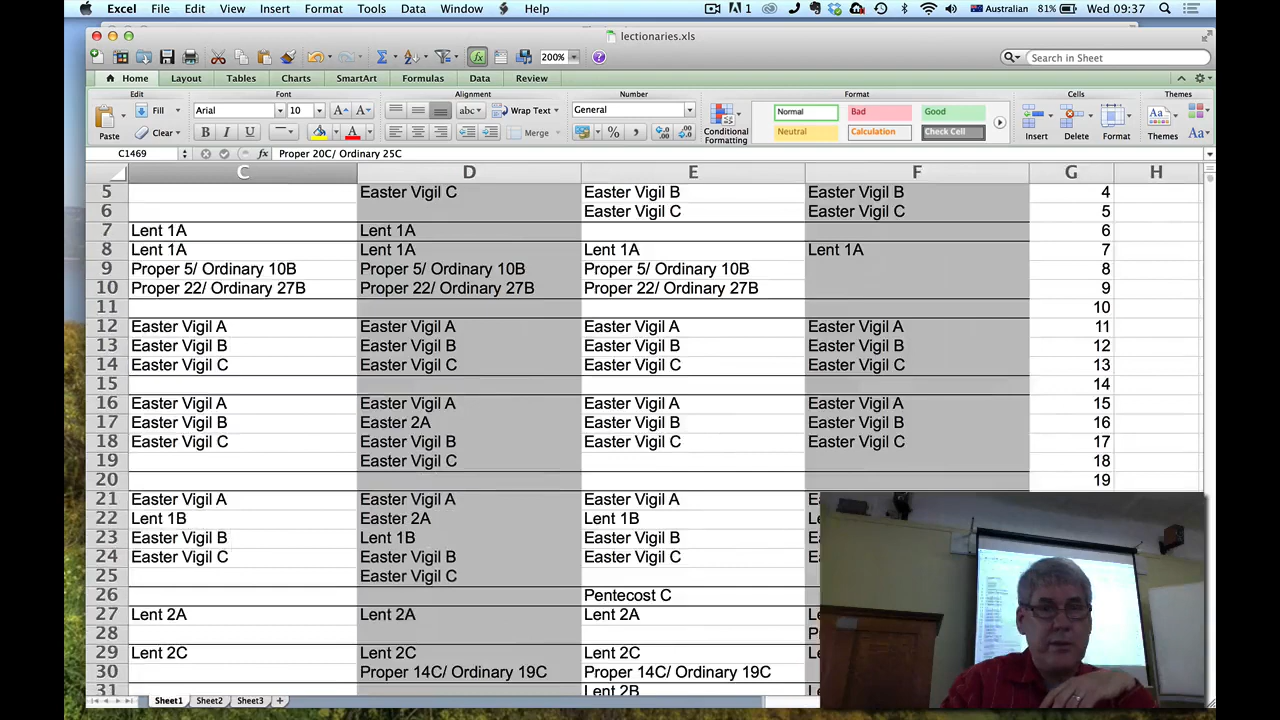 Excel File Edit View Insert Format Tools Data Window Help 1 Australian 81% Wed 09:37
lectionaries.xls
200% Search in Sheet
Home Layout Tables Charts SmartArt Formulas Data Review
Edit Font Alignment Number Format Cells Themes
Paste Fill Arial 10 abc Wrap Text General Conditional Formatting Normal Bad Good Insert Delete Format Themes Aa
Clear B I U A Merge % Neutral Calculation Check Cell
C1469 fx Proper 20C/ Ordinary 25C
C D E F G H
5 Easter Vigil C Easter Vigil B Easter Vigil B 4
6 Easter Vigil C Easter Vigil C 5
7 Lent 1A Lent 1A 6
8 Lent 1A Lent 1A Lent 1A Lent 1A 7
9 Proper 5/ Ordinary 10B Proper 5/ Ordinary 10B Proper 5/ Ordinary 10B 8
10 Proper 22/ Ordinary 27B Proper 22/ Ordinary 27B Proper 22/ Ordinary 27B 9
11 10
12 Easter Vigil A Easter Vigil A Easter Vigil A Easter Vigil A 11
13 Easter Vigil B Easter Vigil B Easter Vigil B Easter Vigil B 12
14 Easter Vigil C Easter Vigil C Easter Vigil C Easter Vigil C 13
15 14
16 Easter Vigil A Easter Vigil A Easter Vigil A Easter Vigil A 15
17 Easter Vigil B Easter 2A Easter Vigil B Easter Vigil B 16
18 Easter Vigil C Easter Vigil B Easter Vigil C Easter Vigil C 17
19 Easter Vigil C 18
20 19
21 Easter Vigil A Easter Vigil A Easter Vigil A
22 Lent 1B Easter 2A Lent 1B
23 Easter Vigil B Lent 1B Easter Vigil B
24 Easter Vigil C Easter Vigil B Easter Vigil C
25 Easter Vigil C
26 Pentecost C
27 Lent 2A Lent 2A Lent 2A
28
29 Lent 2C Lent 2C Lent 2C
30 Proper 14C/ Ordinary 19C Proper 14C/ Ordinary 19C
31 Lent 2B
Sheet1 Sheet2 Sheet3